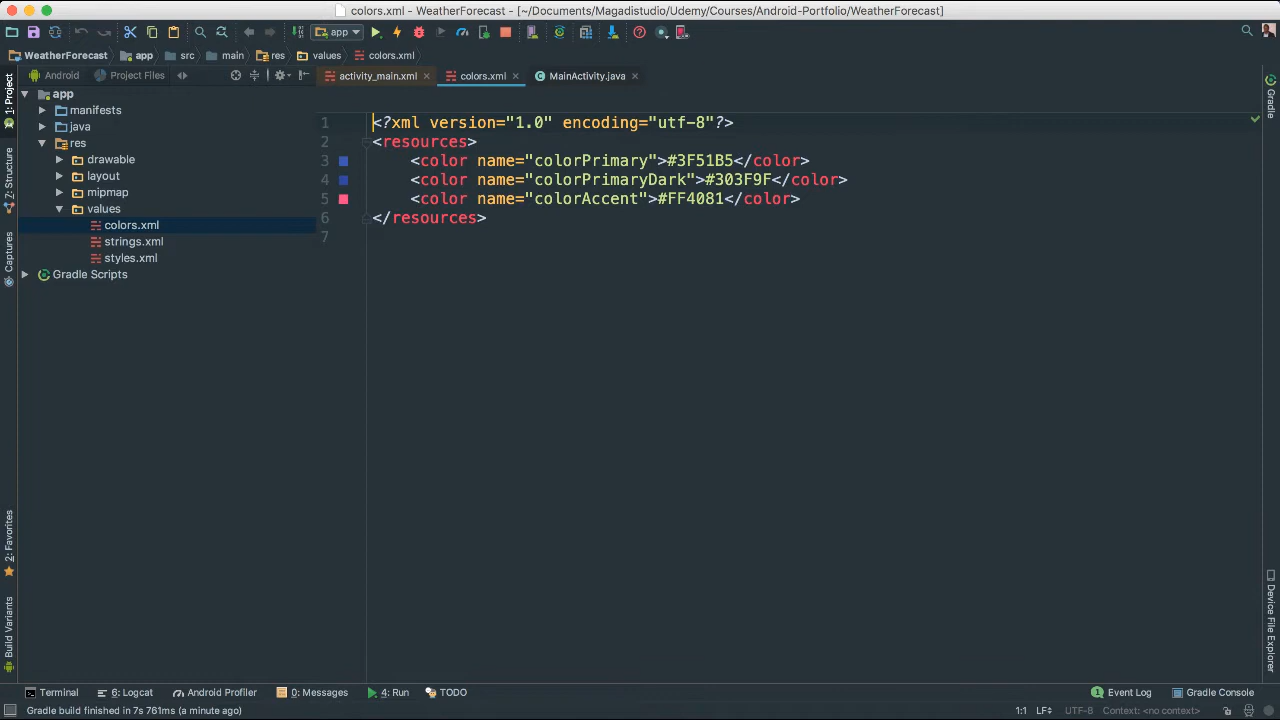 colors.xml - WeatherForecast - [~/Documents/Magadistudio/Udemy/Courses/Android-Portfolio/WeatherForecast]
app
WeatherForecast app src main res values colors.xml
Android Project Files
activity_main.xml colors.xml MainActivity.java
1: Project
Z: Structure
Captures
2: Favorites
Build Variants
app
manifests
java
res
drawable
layout
mipmap
values
colors.xml
strings.xml
styles.xml
Gradle Scripts
1 <?xml version="1.0" encoding="utf-8"?>
2 <resources>
3 <color name="colorPrimary">#3F51B5</color>
4 <color name="colorPrimaryDark">#303F9F</color>
5 <color name="colorAccent">#FF4081</color>
6 </resources>
7
Gradle
Device File Explorer
Terminal 6: Logcat Android Profiler 0: Messages 4: Run TODO 1 Event Log Gradle Console
Gradle build finished in 7s 761ms (a minute ago) 1:1 LF UTF-8 Context: <no context>